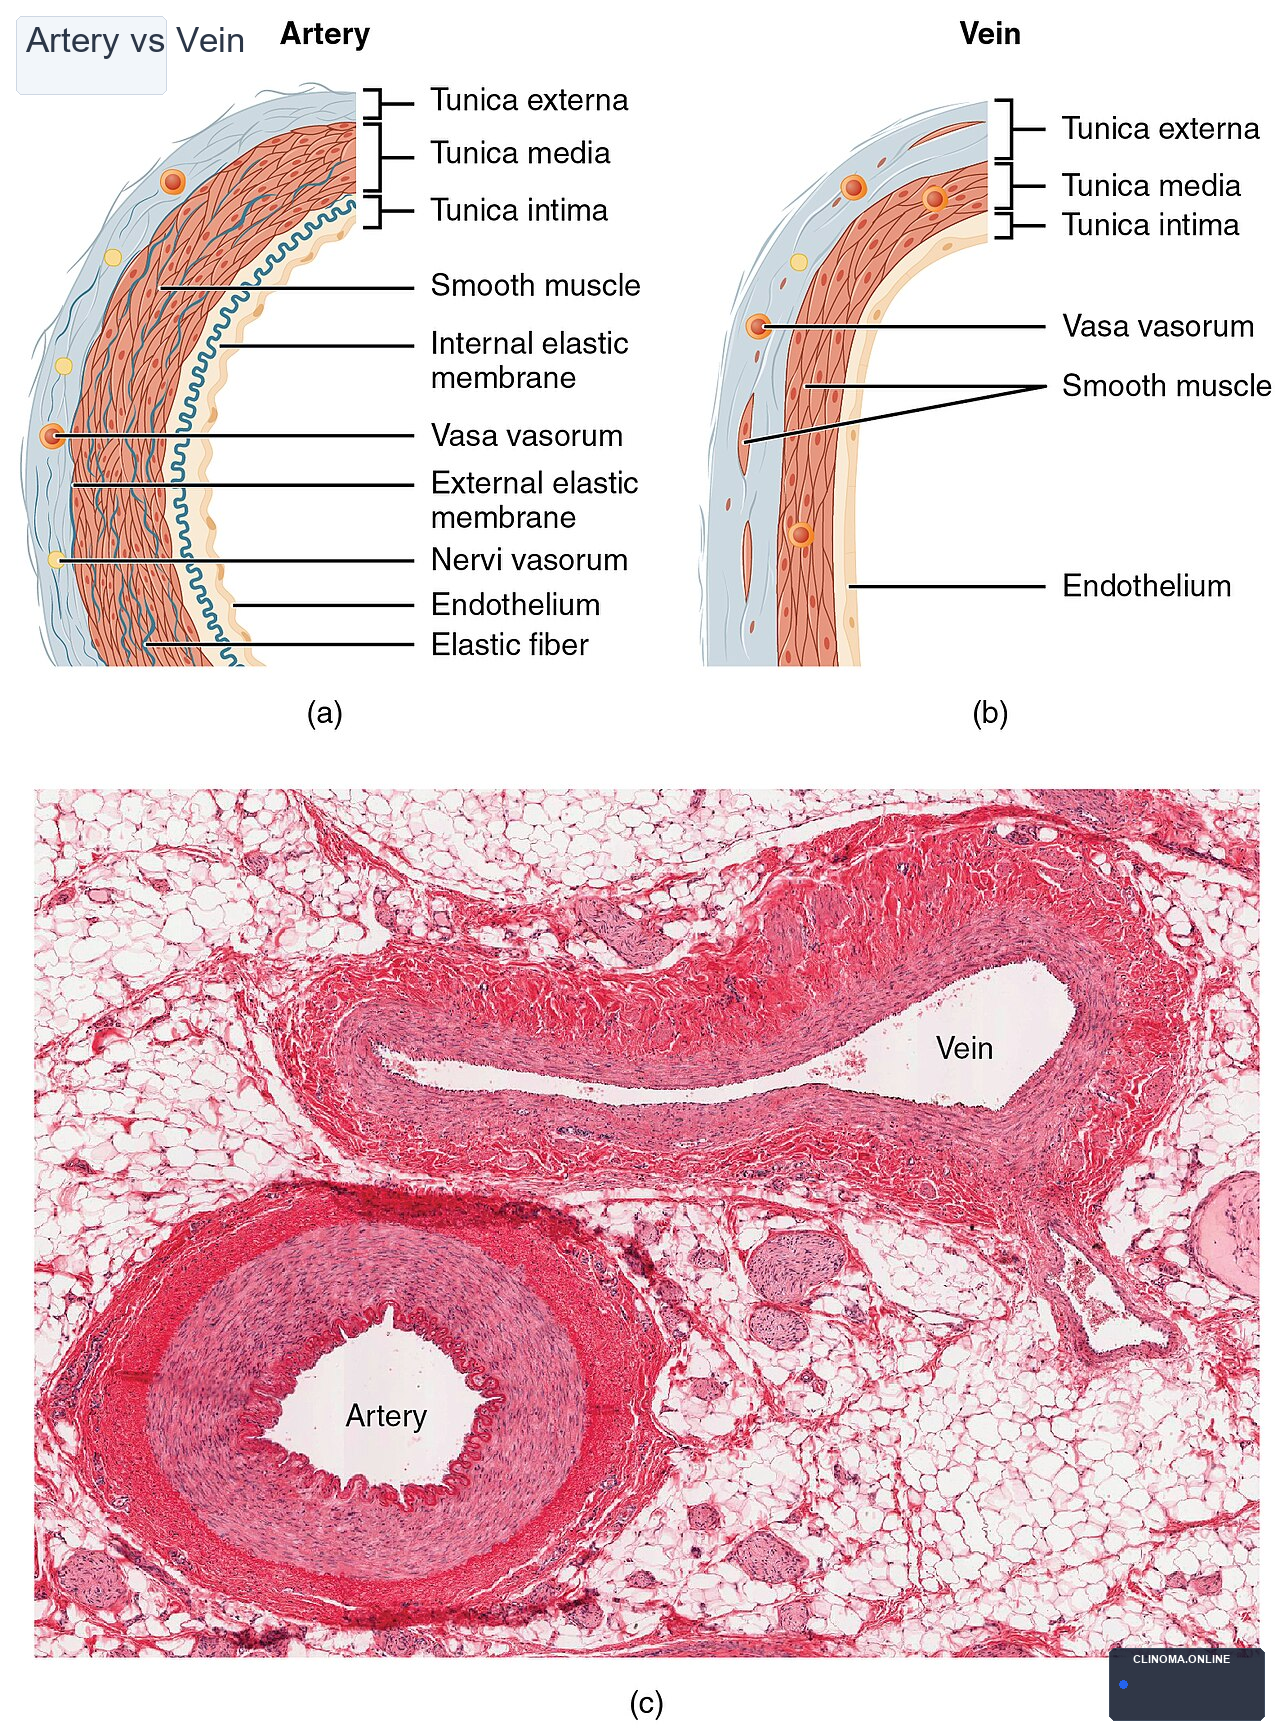 Artery vs Vein
Artery
Tunica externa
Tunica media
Tunica intima
Smooth muscle
Internal elastic
membrane
Vasa vasorum
External elastic
membrane
Nervi vasorum
Endothelium
Elastic fiber
(a)
Vein
Tunica externa
Tunica media
Tunica intima
Vasa vasorum
Smooth muscle
Endothelium
(b)
Vein
Artery
CLINOMA.ONLINE
(c)